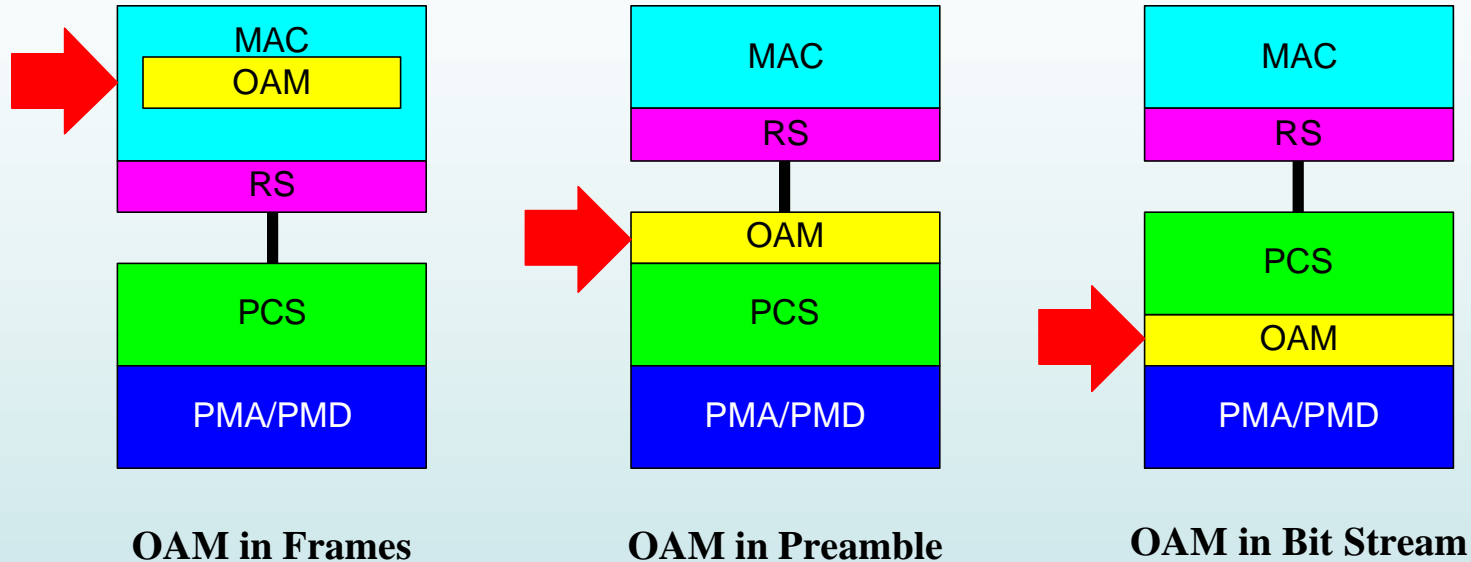 MAC
OAM
RS
PCS
PMA/PMD
OAM in Frames
MAC
RS
OAM
PCS
PMA/PMD
OAM in Preamble
MAC
RS
PCS
OAM
PMA/PMD
OAM in Bit Stream